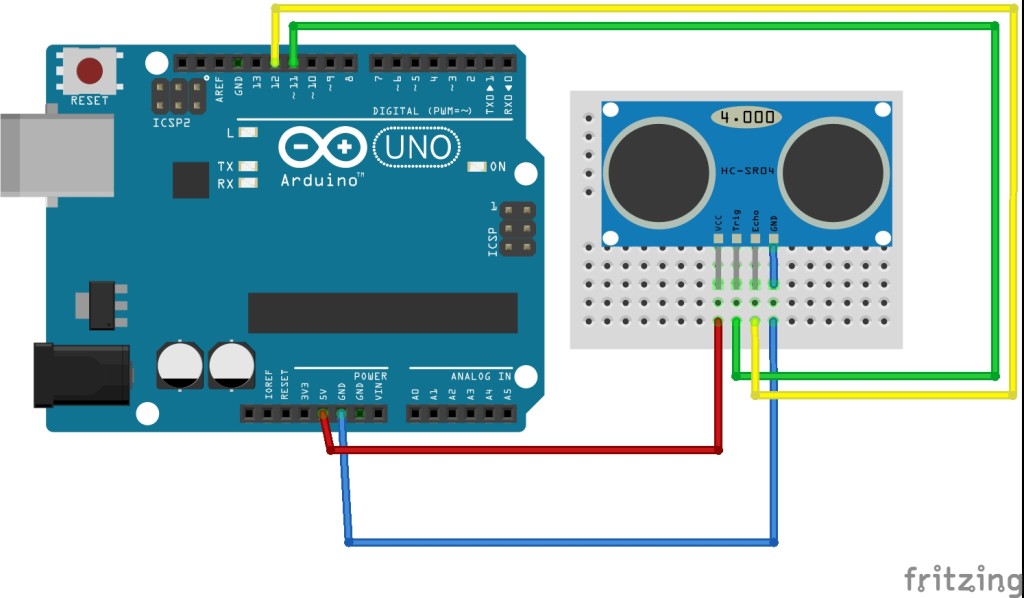 RESET
ICSP2
AREF
GND
13
12
~11
~10
~9
8
7
~6
~5
4
~3
2
TX0▶1
RX0◀0
DIGITAL (PWM=~)
L
TX
RX
Arduino™
UNO
ON
1
ICSP
4.000
HC-SR04
VCC
Trig
Echo
GND
POWER
ANALOG IN
IOREF
RESET
3V3
5V
GND
GND
VIN
A0
A1
A2
A3
A4
A5
fritzing